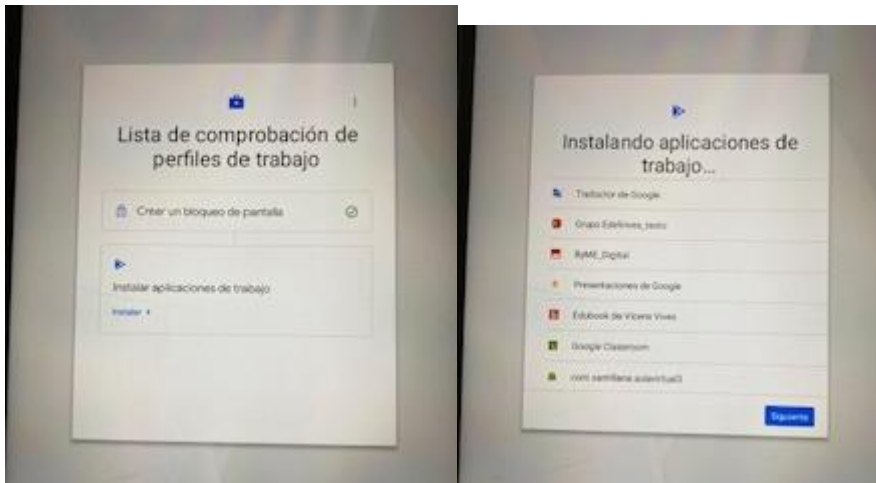 Lista de comprobación de
perfiles de trabajo
Crear un bloqueo de pantalla
Instalar aplicaciones de trabajo
Instalar
Instalando aplicaciones de
trabajo...
Traductor de Google
Grupo Edelvives_texto
ByME_Digital
Presentaciones de Google
Edubook de Vicens Vives
Google Classroom
com.santillana.aulavirtual3
Siguiente